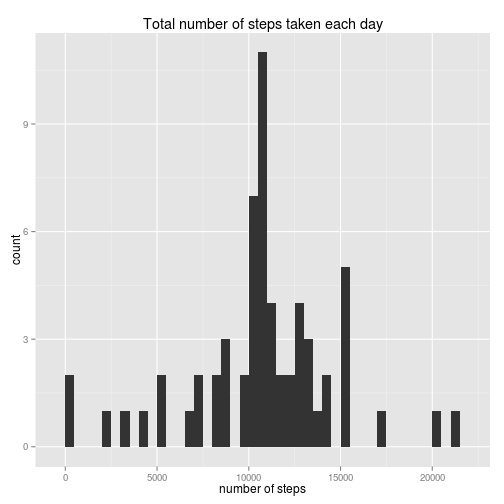 Total number of steps taken each day
count
9
6
3
0
0 5000 10000 15000 20000
number of steps